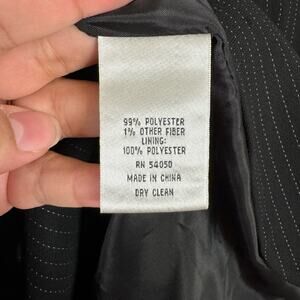 99% POLYESTER
1% OTHER FIBER
LINING:
100% POLYESTER
RN 54050
MADE IN CHINA
DRY CLEAN